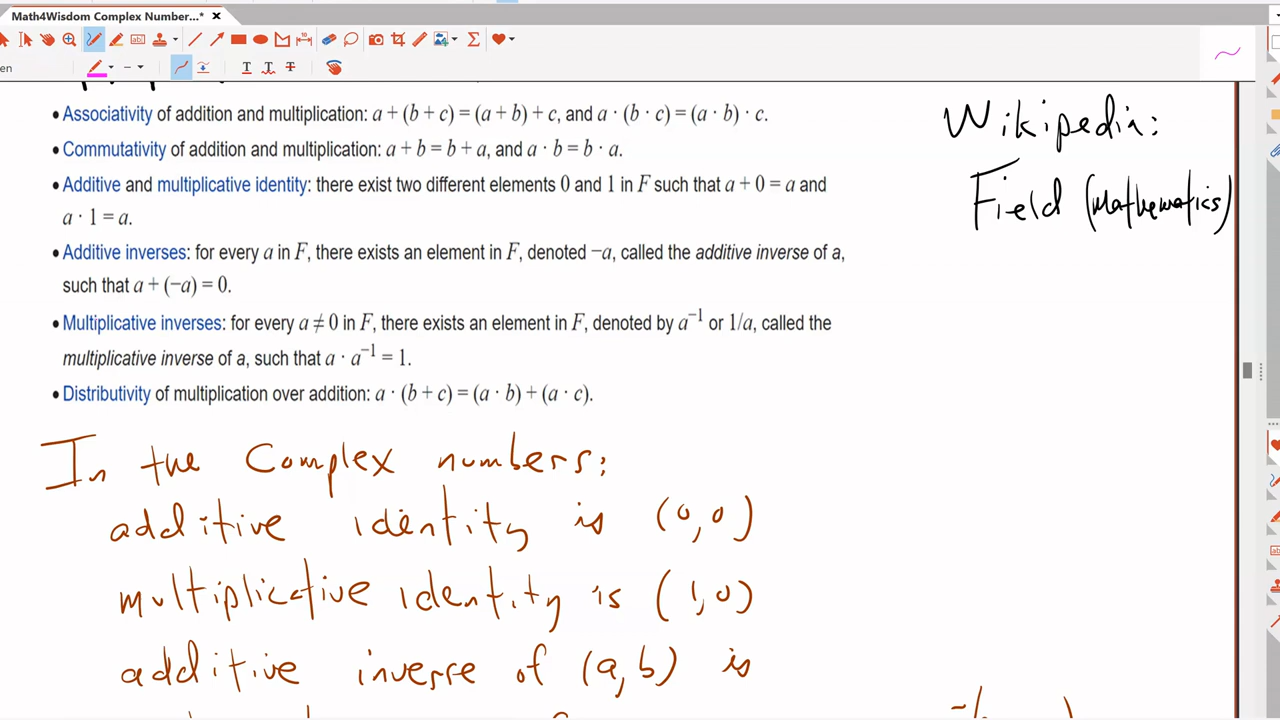 Math4Wisdom Complex Number...*
en
• Associativity of addition and multiplication: a + (b + c) = (a + b) + c, and a · (b · c) = (a · b) · c.
• Commutativity of addition and multiplication: a + b = b + a, and a · b = b · a.
• Additive and multiplicative identity: there exist two different elements 0 and 1 in F such that a + 0 = a and
a · 1 = a.
• Additive inverses: for every a in F, there exists an element in F, denoted −a, called the additive inverse of a,
such that a + (−a) = 0.
• Multiplicative inverses: for every a ≠ 0 in F, there exists an element in F, denoted by a⁻¹ or 1/a, called the
multiplicative inverse of a, such that a · a⁻¹ = 1.
• Distributivity of multiplication over addition: a · (b + c) = (a · b) + (a · c).
Wikipedia:
Field (Mathematics)
In the Complex numbers:
additive identity is (0,0)
multiplicative identity is (1,0)
additive inverse of (a,b) is